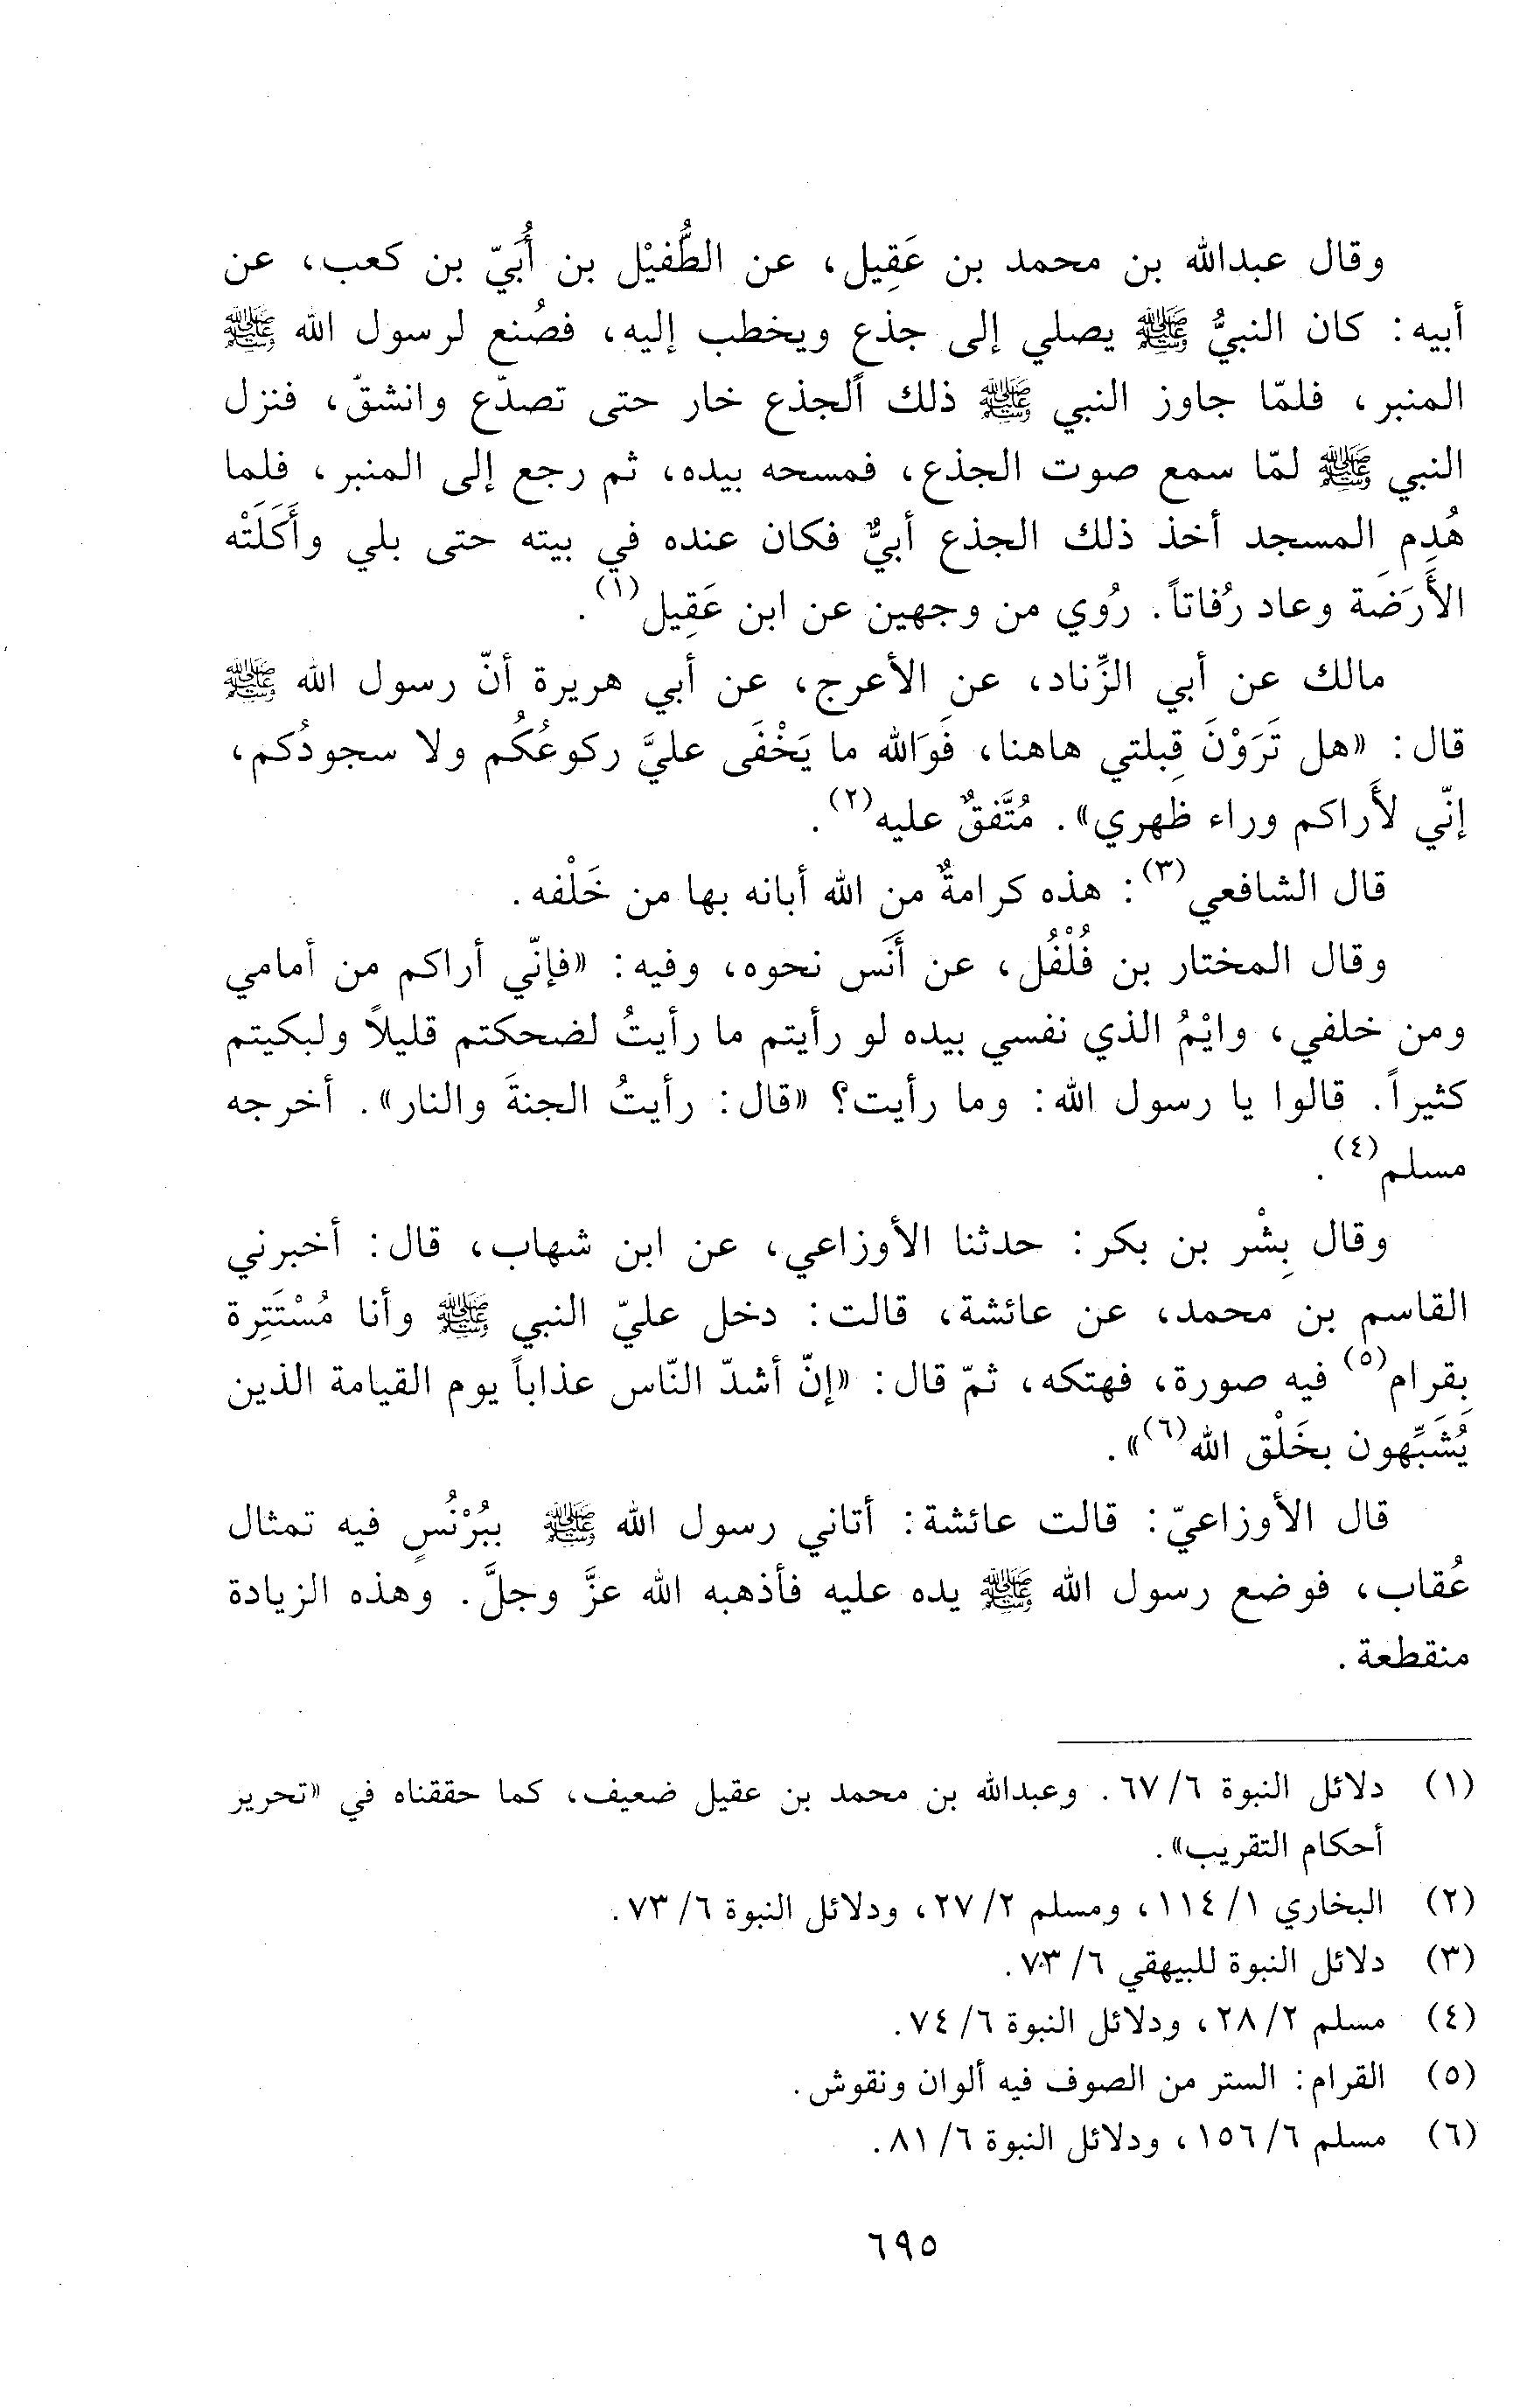 وقال عبدالله بن محمد بن عَقِيل، عن الطُّفيْل بن أُبَيّ بن كعب، عن
أبيه: كان النبيُّ ﷺ يصلي إلى جذع ويخطب إليه، فصُنع لرسول الله ﷺ
المنبر، فلمّا جاوز النبي ﷺ ذلك الجذع خار حتى تصدّع وانشقّ، فنزل
النبي ﷺ لمّا سمع صوت الجذع، فمسحه بيده، ثم رجع إلى المنبر، فلما
هُدِم المسجد أخذ ذلك الجذع أبيٌّ فكان عنده في بيته حتى بلي وأَكَلَتْه
الأَرَضَة وعاد رُفاتاً. رُوي من وجهين عن ابن عَقِيل(١).
مالك عن أبي الزِّناد، عن الأعرج، عن أبي هريرة أنّ رسول الله ﷺ
قال: «هل تَرَوْنَ قِبلتي هاهنا، فَوَالله ما يَخْفَى عليَّ ركوعُكُم ولا سجودُكم،
إنّي لأَراكم وراء ظهري». مُتَّفقٌ عليه(٢).
قال الشافعي(٣): هذه كرامةٌ من الله أبانه بها من خَلْفه.
وقال المختار بن فُلْفُل، عن أَنَس نحوه، وفيه: «فإنّي أراكم من أمامي
ومن خلفي، وايْمُ الذي نفسي بيده لو رأيتم ما رأيتُ لضحكتم قليلاً ولبكيتم
كثيراً. قالوا يا رسول الله: وما رأيت؟ «قال: رأيتُ الجنةَ والنار». أخرجه
مسلم(٤).
وقال بِشْر بن بكر: حدثنا الأوزاعي، عن ابن شهاب، قال: أخبرني
القاسم بن محمد، عن عائشة، قالت: دخل عليّ النبي ﷺ وأنا مُسْتَتِرة
بِقرام(٥) فيه صورة، فهتكه، ثمّ قال: «إنّ أشدّ النّاس عذاباً يوم القيامة الذين
يُشَبِّهون بخَلْق الله(٦)».
قال الأوزاعيّ: قالت عائشة: أتاني رسول الله ﷺ ببُرْنُسٍ فيه تمثال
عُقاب، فوضع رسول الله ﷺ يده عليه فأذهبه الله عزَّ وجلَّ. وهذه الزيادة
منقطعة.
(١) دلائل النبوة ٦/ ٦٧. وعبدالله بن محمد بن عقيل ضعيف، كما حققناه في «تحرير
أحكام التقريب».
(٢) البخاري ١/ ١١٤، ومسلم ٢/ ٢٧، ودلائل النبوة ٦/ ٧٣.
(٣) دلائل النبوة للبيهقي ٦/ ٧٣.
(٤) مسلم ٢/ ٢٨، ودلائل النبوة ٦/ ٧٤.
(٥) القرام: الستر من الصوف فيه ألوان ونقوش.
(٦) مسلم ٦/ ١٥٦، ودلائل النبوة ٦/ ٨١.
٦٩٥